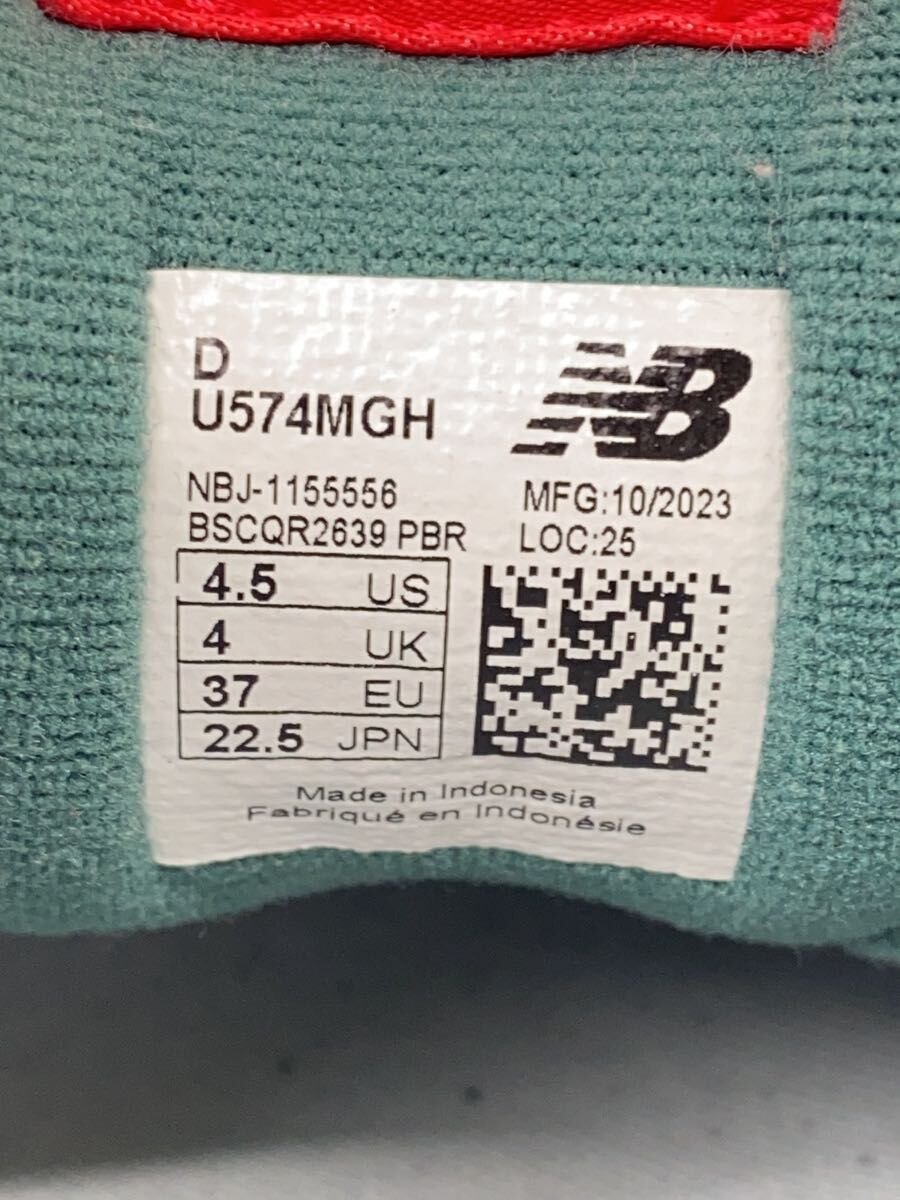 D
U574MGH
NB
NBJ-1155556
BSCQR2639 PBR
MFG:10/2023
LOC:25
4.5 US
4 UK
37 EU
22.5 JPN
Made in Indonesia
Fabriqué en Indonésie